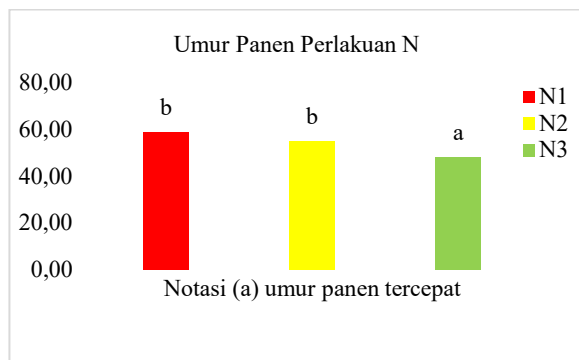 Umur Panen Perlakuan N
80,00
60,00
40,00
20,00
0,00
b
b
a
N1
N2
N3
Notasi (a) umur panen tercepat